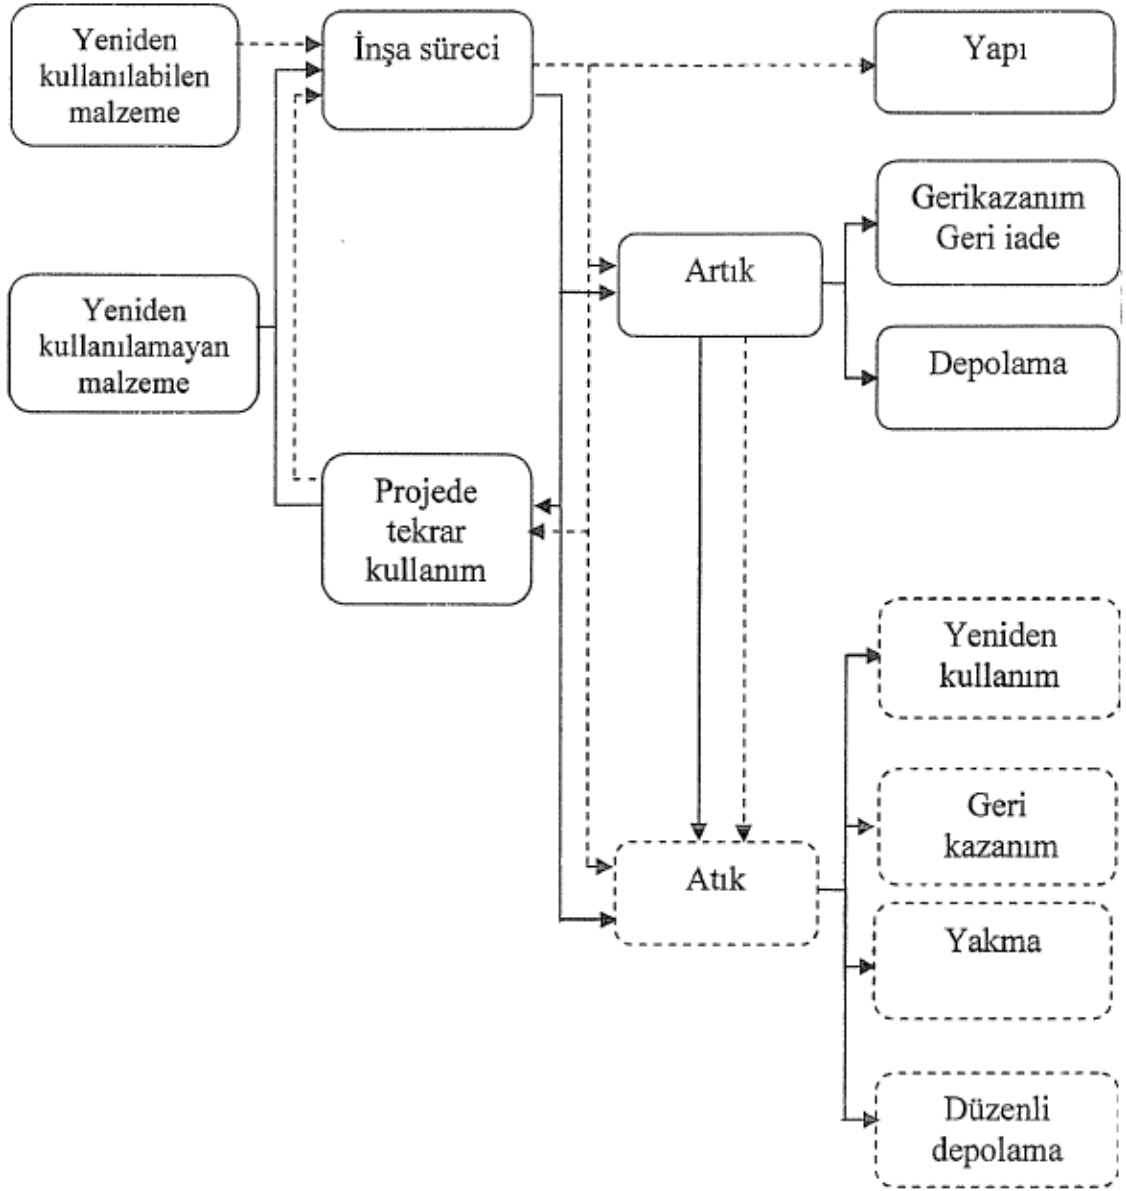 Yeniden
kullanılabilen
malzeme
İnşa süreci
Yapı
Gerikazanım
Geri iade
Artık
Depolama
Yeniden
kullanılamayan
malzeme
Projede
tekrar
kullanım
Yeniden
kullanım
Geri
kazanım
Atık
Yakma
Düzenli
depolama